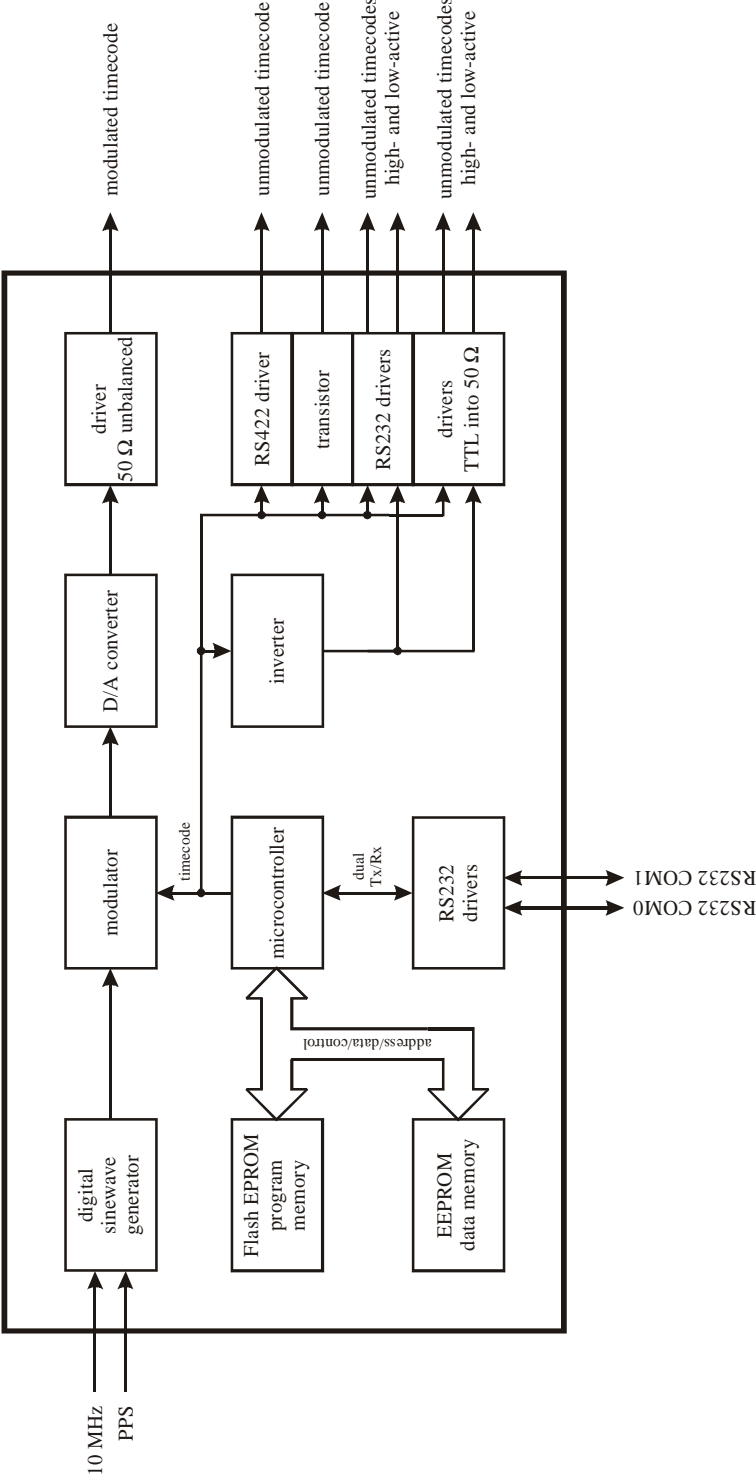 10 MHz
PPS
digital
sinewave
generator
modulator
D/A converter
driver
50 Ω unbalanced
modulated timecode
timecode
Flash EPROM
program
memory
microcontroller
inverter
RS422 driver
transistor
RS232 drivers
drivers
TTL into 50 Ω
unmodulated timecode
unmodulated timecode
unmodulated timecodes
high- and low-active
unmodulated timecodes
high- and low-active
address/data/control
dual
Tx/Rx
EEPROM
data memory
RS232
drivers
RS232 COM0
RS232 COM1